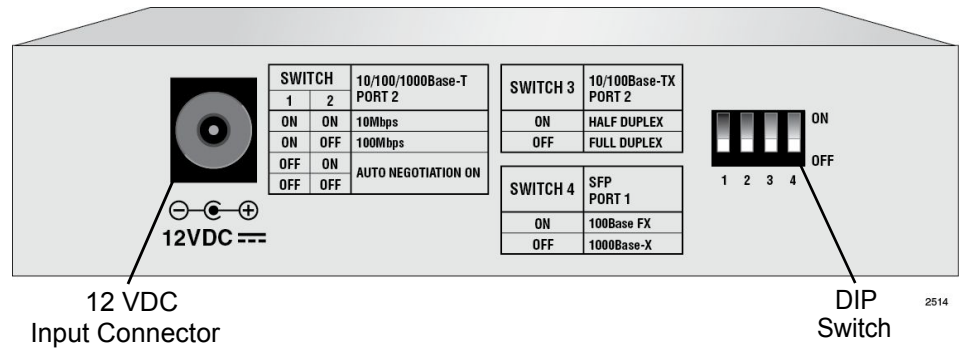 SWITCH 10/100/1000Base-T
1 2 PORT 2
ON ON 10Mbps
ON OFF 100Mbps
OFF ON AUTO NEGOTIATION ON
OFF OFF
SWITCH 3 10/100Base-TX
PORT 2
ON HALF DUPLEX
OFF FULL DUPLEX
SWITCH 4 SFP
PORT 1
ON 100Base FX
OFF 1000Base-X
ON
OFF
1 2 3 4
12VDC
12 VDC
Input Connector
DIP
Switch
2514